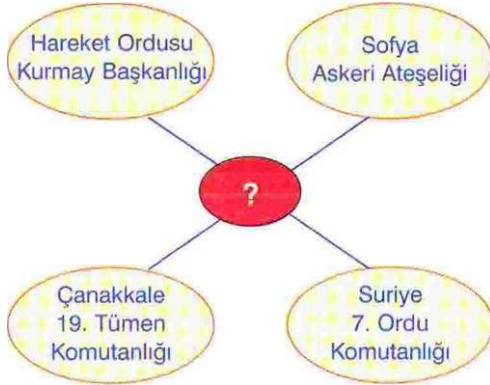 Hareket Ordusu
Kurmay Başkanlığı
Sofya
Askeri Ateşeliği
?
Çanakkale
19. Tümen
Komutanlığı
Suriye
7. Ordu
Komutanlığı